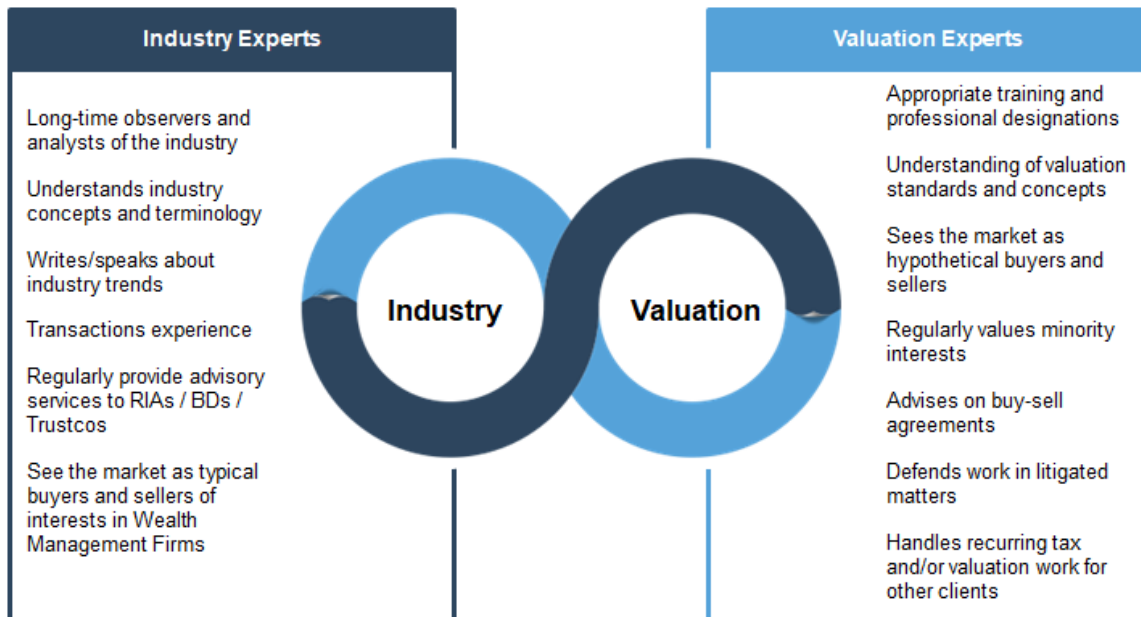 Industry Experts
Long-time observers and
analysts of the industry
Understands industry
concepts and terminology
Writes/speaks about
industry trends
Transactions experience
Regularly provide advisory
services to RIAs / BDs /
Trustcos
See the market as typical
buyers and sellers of
interests in Wealth
Management Firms
Industry
Valuation
Valuation Experts
Appropriate training and
professional designations
Understanding of valuation
standards and concepts
Sees the market as
hypothetical buyers and
sellers
Regularly values minority
interests
Advises on buy-sell
agreements
Defends work in litigated
matters
Handles recurring tax
and/or valuation work for
other clients